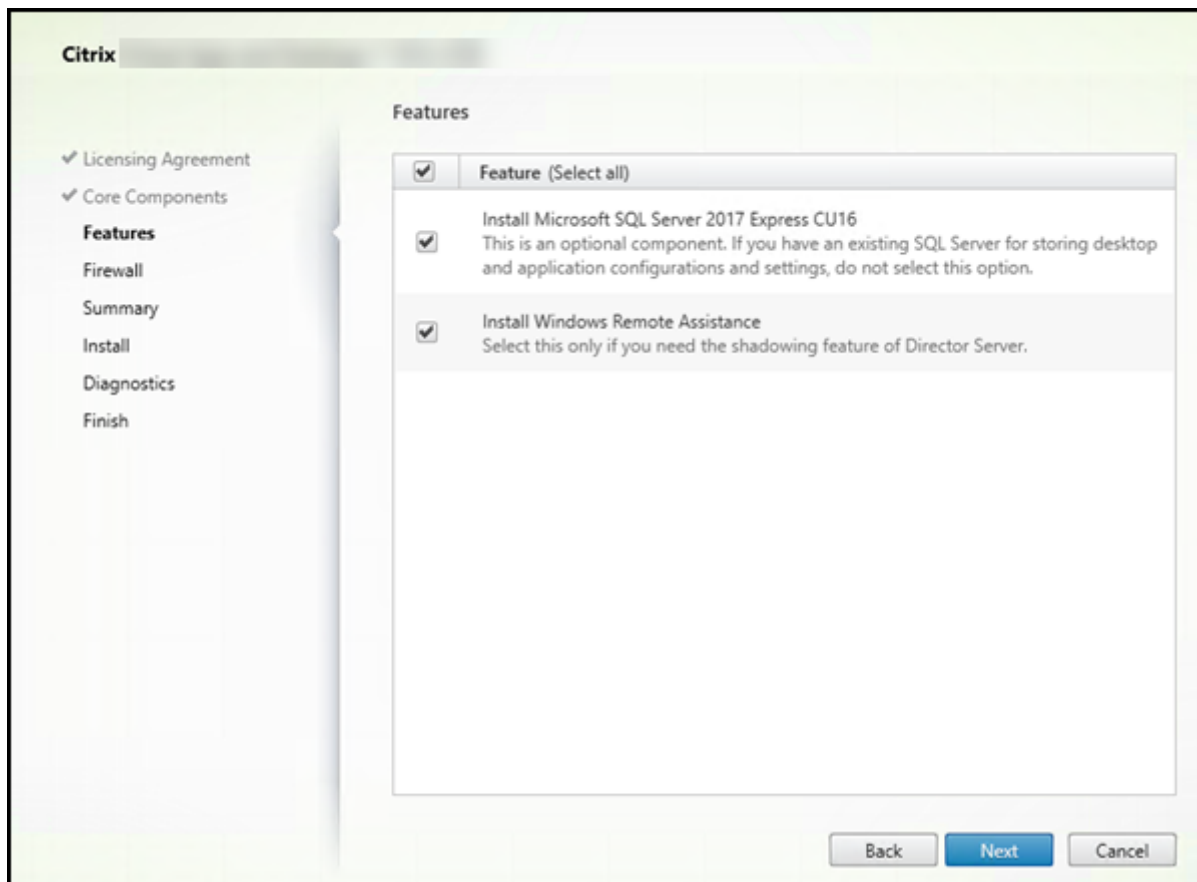 Citrix
Features
Licensing Agreement
Core Components
Features
Firewall
Summary
Install
Diagnostics
Finish
Feature (Select all)
Install Microsoft SQL Server 2017 Express CU16
This is an optional component. If you have an existing SQL Server for storing desktop
and application configurations and settings, do not select this option.
Install Windows Remote Assistance
Select this only if you need the shadowing feature of Director Server.
Back Next Cancel